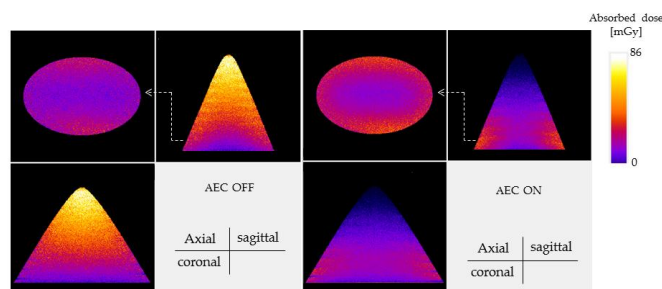 Absorbed dose
[mGy]
86
0
AEC OFF
Axial sagittal
coronal
AEC ON
Axial sagittal
coronal